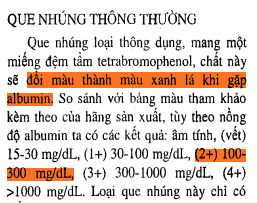 QUE NHÚNG THÔNG THƯỜNG
Que nhúng loại thông dụng, mang một
miếng đệm tẩm tetrabromophenol, chất này
sẽ đổi màu thành màu xanh lá khi gặp
albumin. So sánh với bảng màu tham khảo
kèm theo của hãng sản xuất, tùy theo nồng
độ albumin ta có các kết quả: âm tính, (vết)
15-30 mg/dL, (1+) 30-100 mg/dL, (2+) 100-
300 mg/dL, (3+) 300-1000 mg/dL, (4+)
>1000 mg/dL. Loại que nhúng này chỉ có